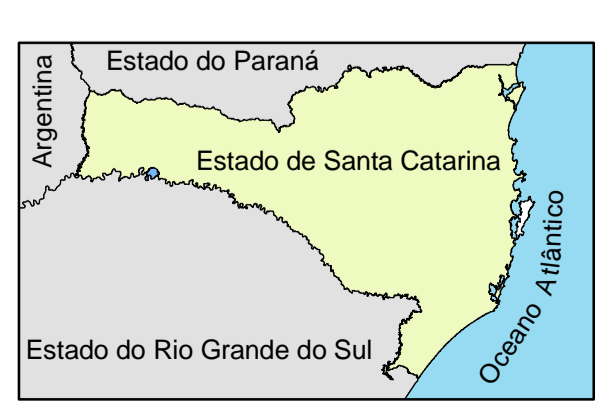 Estado do Paraná
Argentina
Estado de Santa Catarina
Oceano Atlântico
Estado do Rio Grande do Sul